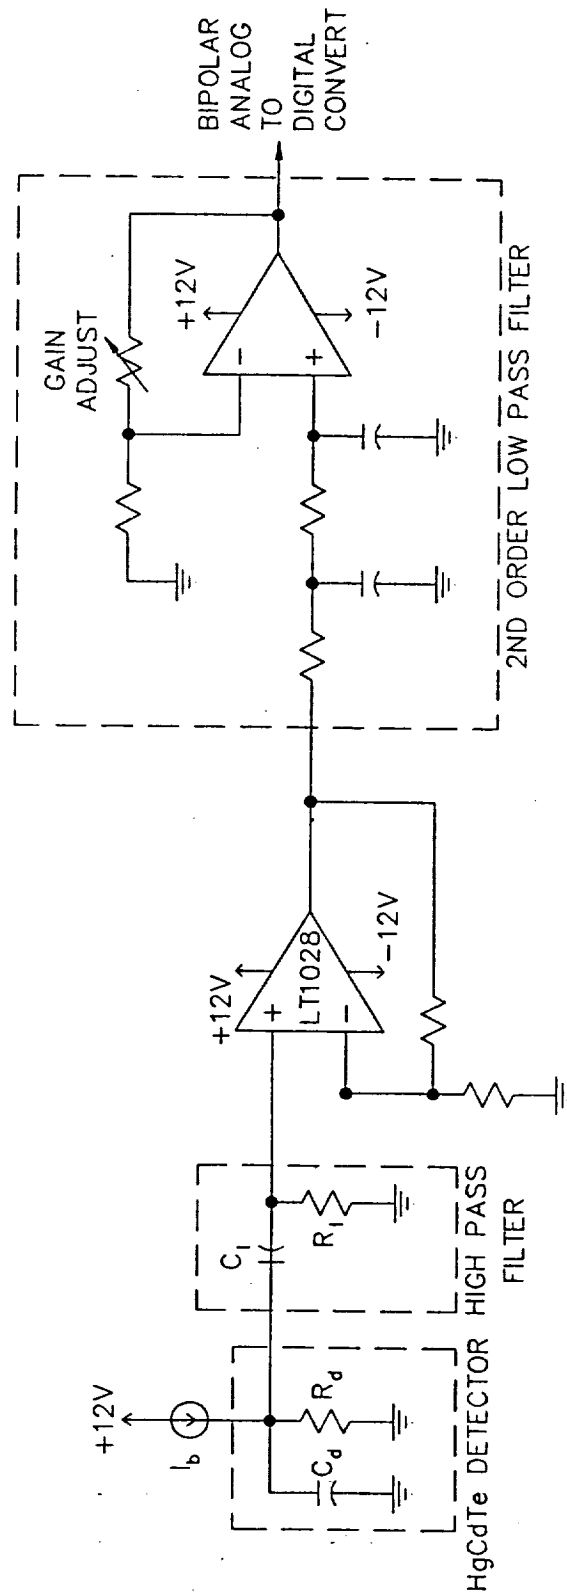 +12V
I_b
C_d
R_d
HgCdTe DETECTOR
C_1
R_1
HIGH PASS
FILTER
+12V
+
LT1028
−
-12V
GAIN
ADJUST
+12V
−
+
-12V
2ND ORDER LOW PASS FILTER
BIPOLAR
ANALOG
TO
DIGITAL
CONVERT